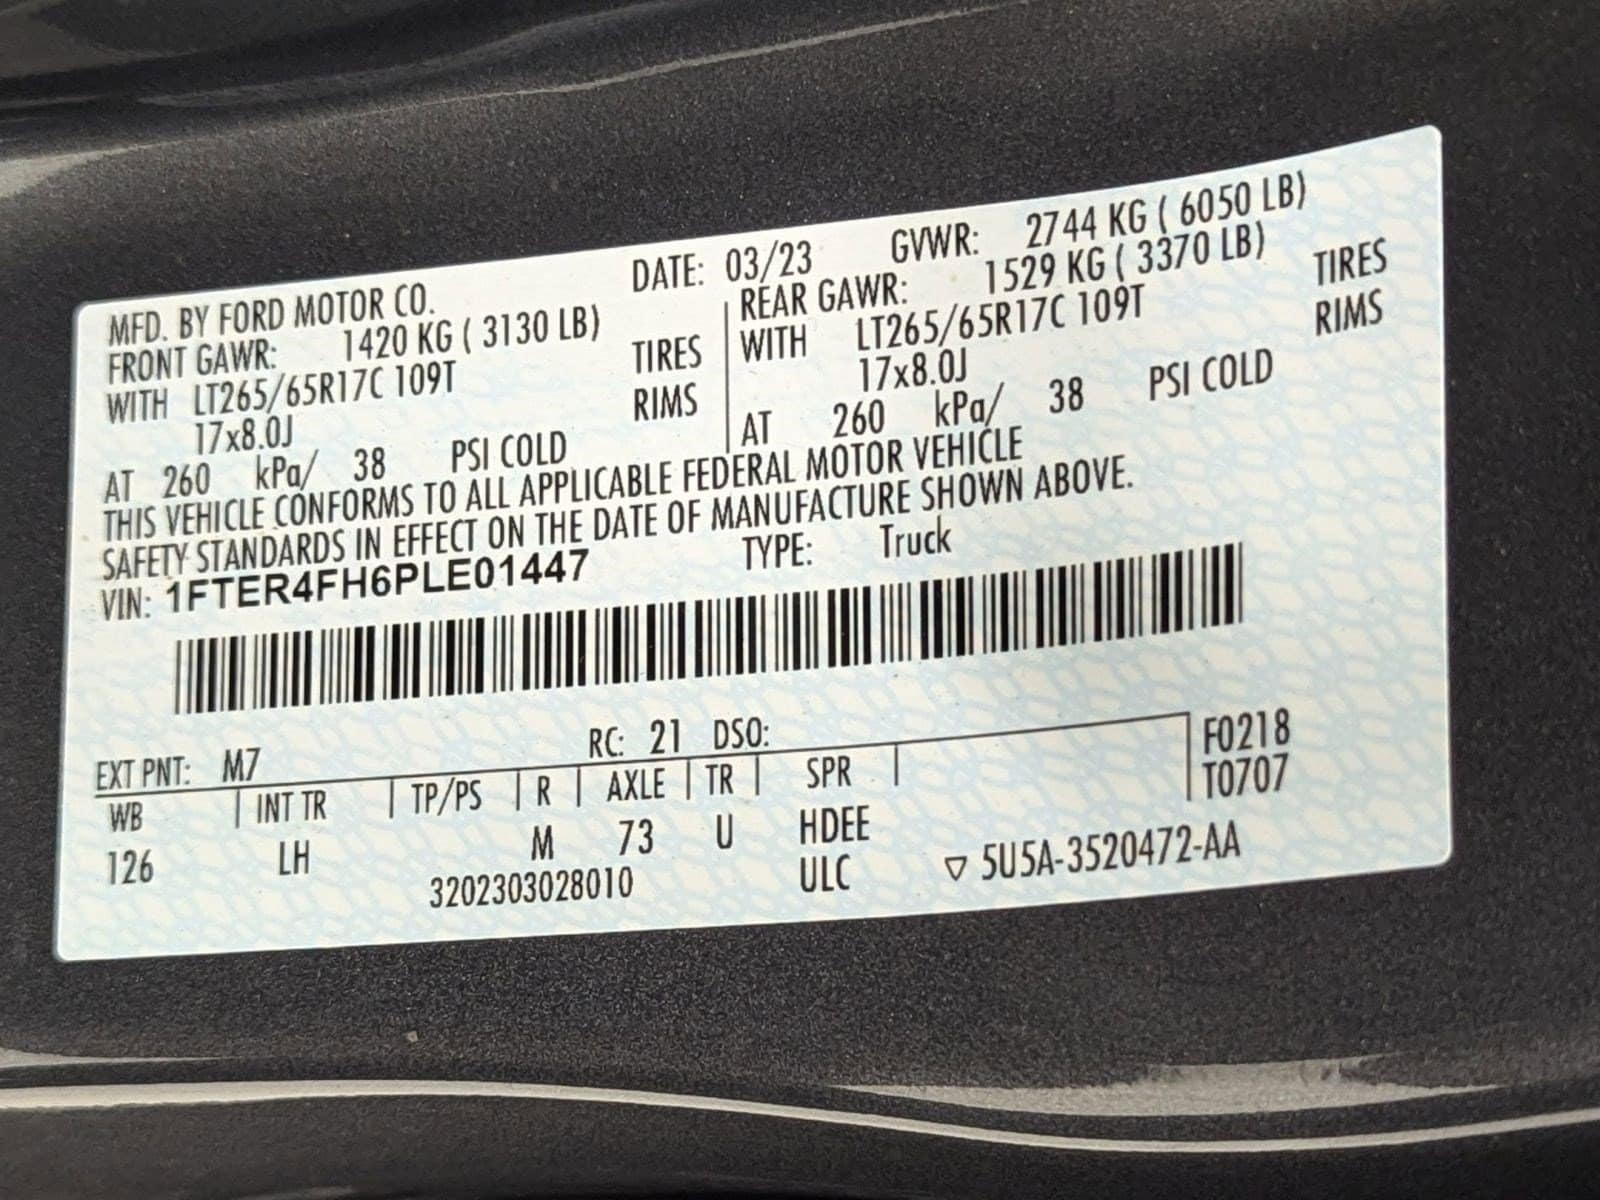 MFD. BY FORD MOTOR CO. DATE: 03/23 GVWR: 2744 KG ( 6050 LB)
FRONT GAWR: 1420 KG ( 3130 LB) REAR GAWR: 1529 KG ( 3370 LB)
WITH LT265/65R17C 109T TIRES WITH LT265/65R17C 109T TIRES
17x8.0J RIMS 17x8.0J RIMS
AT 260 kPa/ 38 PSI COLD AT 260 kPa/ 38 PSI COLD
THIS VEHICLE CONFORMS TO ALL APPLICABLE FEDERAL MOTOR VEHICLE
SAFETY STANDARDS IN EFFECT ON THE DATE OF MANUFACTURE SHOWN ABOVE.
VIN: 1FTER4FH6PLE01447 TYPE: Truck
EXT PNT: M7 RC: 21 DSO: F0218
WB INT TR TP/PS R AXLE TR SPR T0707
126 LH M 73 U HDEE
3202303028010 ULC 5U5A-3520472-AA